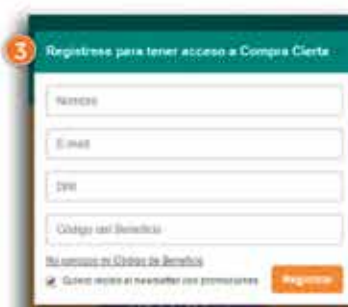 3
Regístrese para tener acceso a Compra Cierta
Nombre
E-mail
DNI
Código del Beneficio
No conozco mi Código de Beneficio
Quiero recibir el newsletter con promociones
Registrar